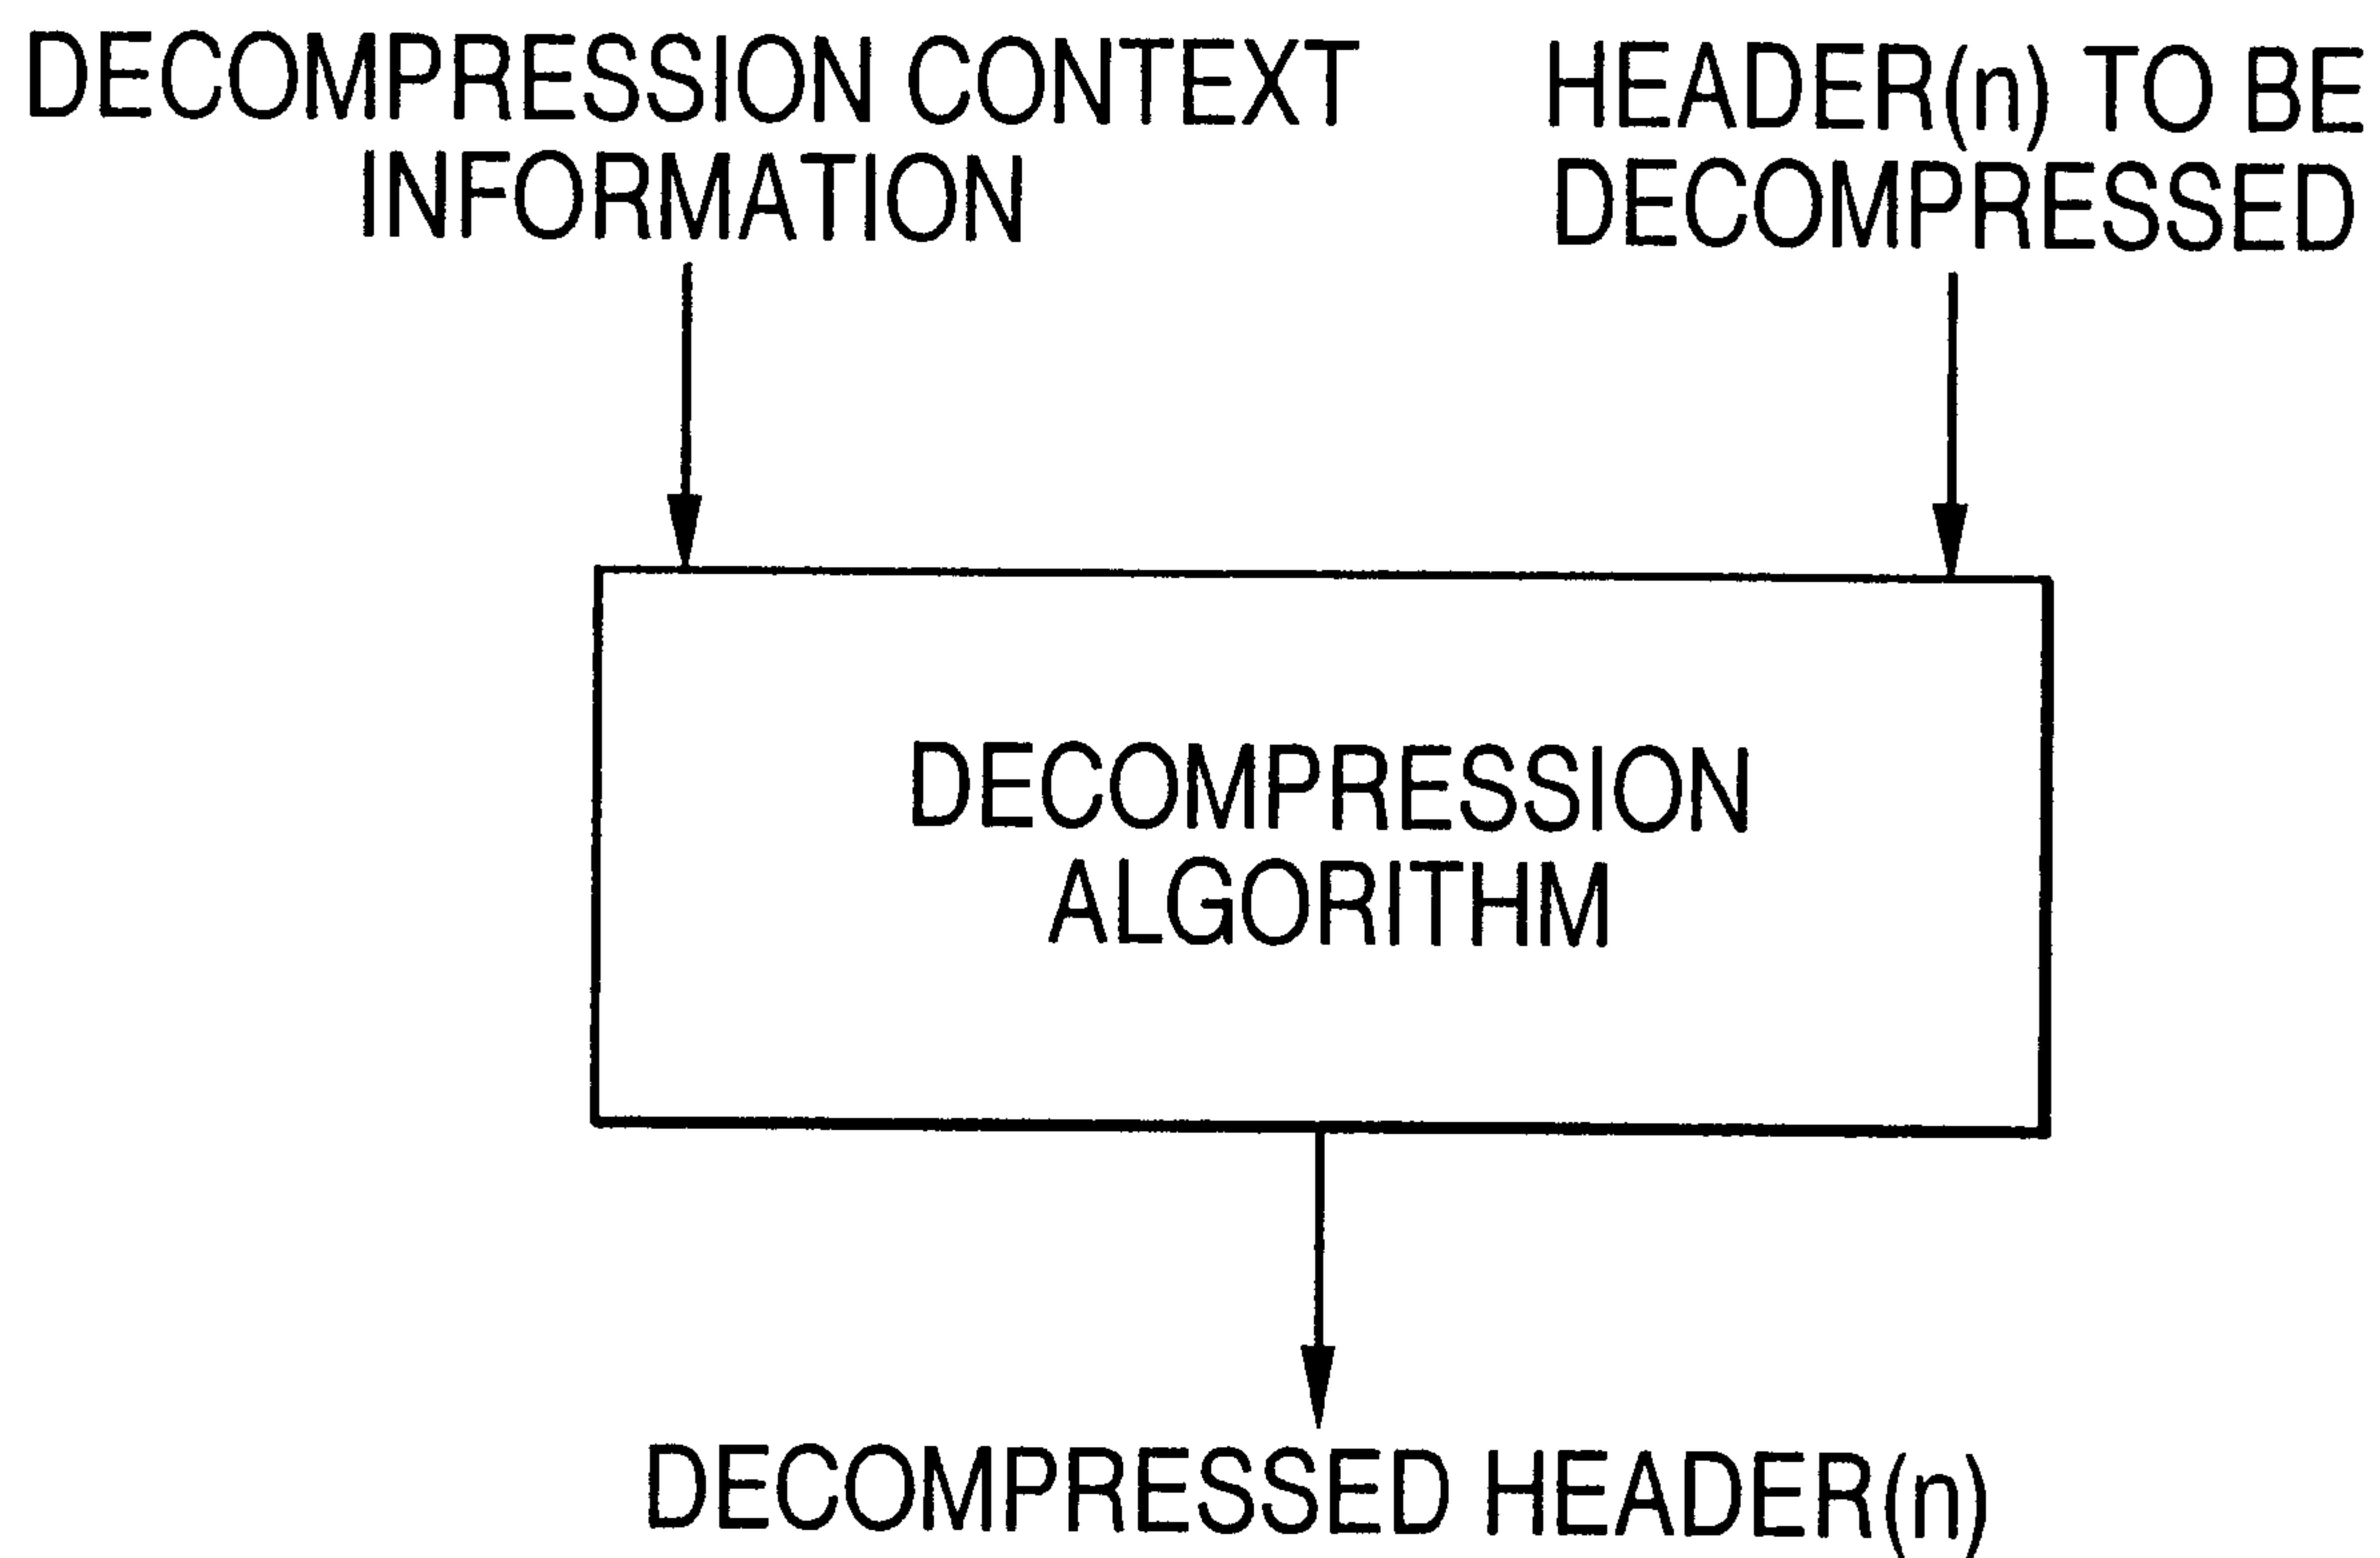 DECOMPRESSION CONTEXT
INFORMATION
HEADER(n) TO BE
DECOMPRESSED
DECOMPRESSION
ALGORITHM
DECOMPRESSED HEADER(n)